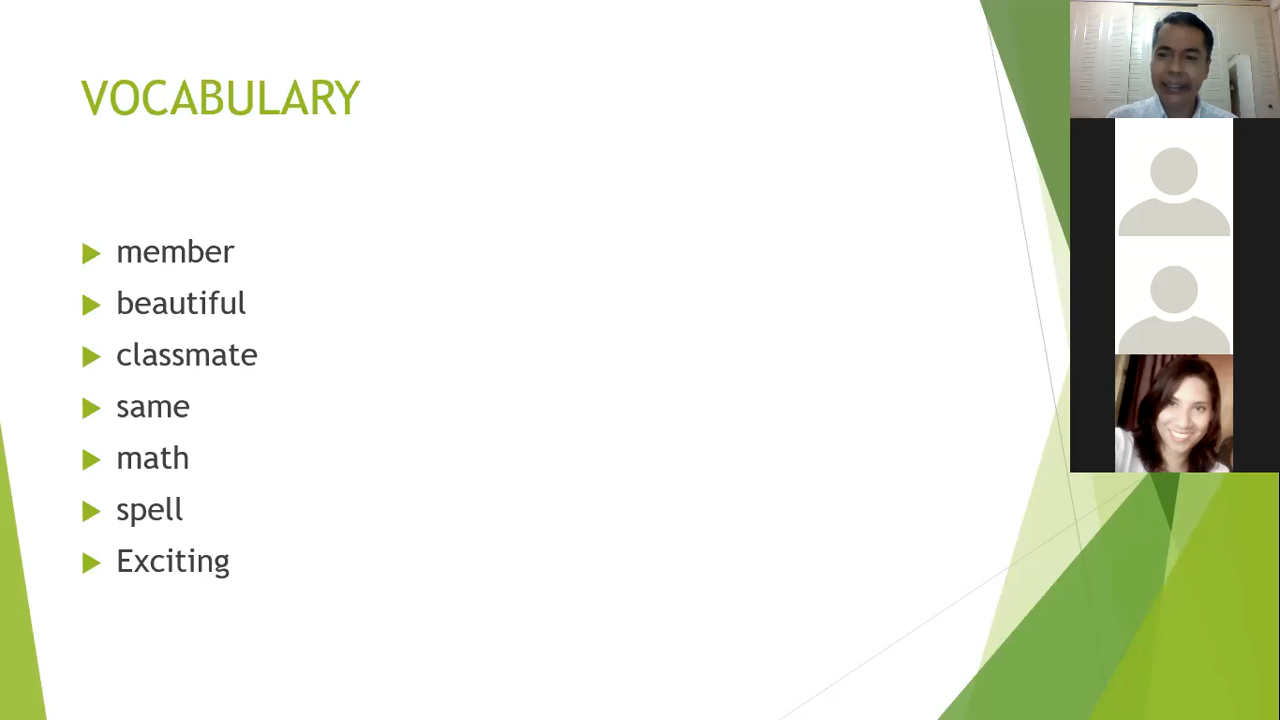 VOCABULARY
member
beautiful
classmate
same
math
spell
Exciting